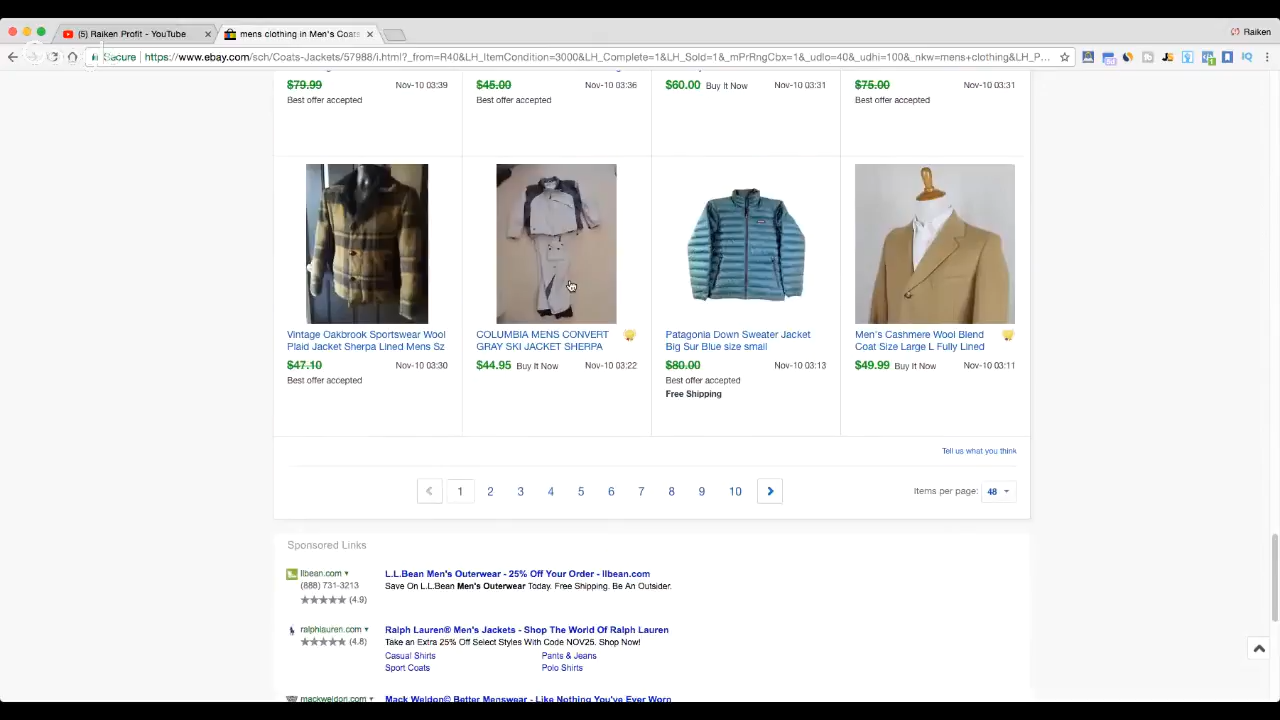 (5) Raiken Profit - YouTube
mens clothing in Men's Coats
Raiken
Secure
https://www.ebay.com/sch/Coats-Jackets/57988/i.html?_from=R40&LH_ItemCondition=3000&LH_Complete=1&LH_Sold=1&_mPrRngCbx=1&_udlo=40&_udhi=100&_nkw=mens+clothing&LH_P...
$79.99 Nov-10 03:39
Best offer accepted
$45.00 Nov-10 03:36
Best offer accepted
$60.00 Buy It Now Nov-10 03:31
$75.00 Nov-10 03:31
Best offer accepted
Vintage Oakbrook Sportswear Wool
Plaid Jacket Sherpa Lined Mens Sz
$47.10 Nov-10 03:30
Best offer accepted
COLUMBIA MENS CONVERT
GRAY SKI JACKET SHERPA
$44.95 Buy It Now Nov-10 03:22
Patagonia Down Sweater Jacket
Big Sur Blue size small
$80.00 Nov-10 03:13
Best offer accepted
Free Shipping
Men's Cashmere Wool Blend
Coat Size Large L Fully Lined
$49.99 Buy It Now Nov-10 03:11
Tell us what you think
1 2 3 4 5 6 7 8 9 10
Items per page: 48
Sponsored Links
llbean.com
(888) 731-3213
(4.9)
L.L.Bean Men's Outerwear - 25% Off Your Order - llbean.com
Save On L.L.Bean Men's Outerwear Today. Free Shipping. Be An Outsider.
ralphlauren.com
(4.8)
Ralph Lauren® Men's Jackets - Shop The World Of Ralph Lauren
Take an Extra 25% Off Select Styles With Code NOV25. Shop Now!
Casual Shirts Pants & Jeans
Sport Coats Polo Shirts
mackweldon.com
Mack Weldon© Better Menswear - Like Nothing You've Ever Worn